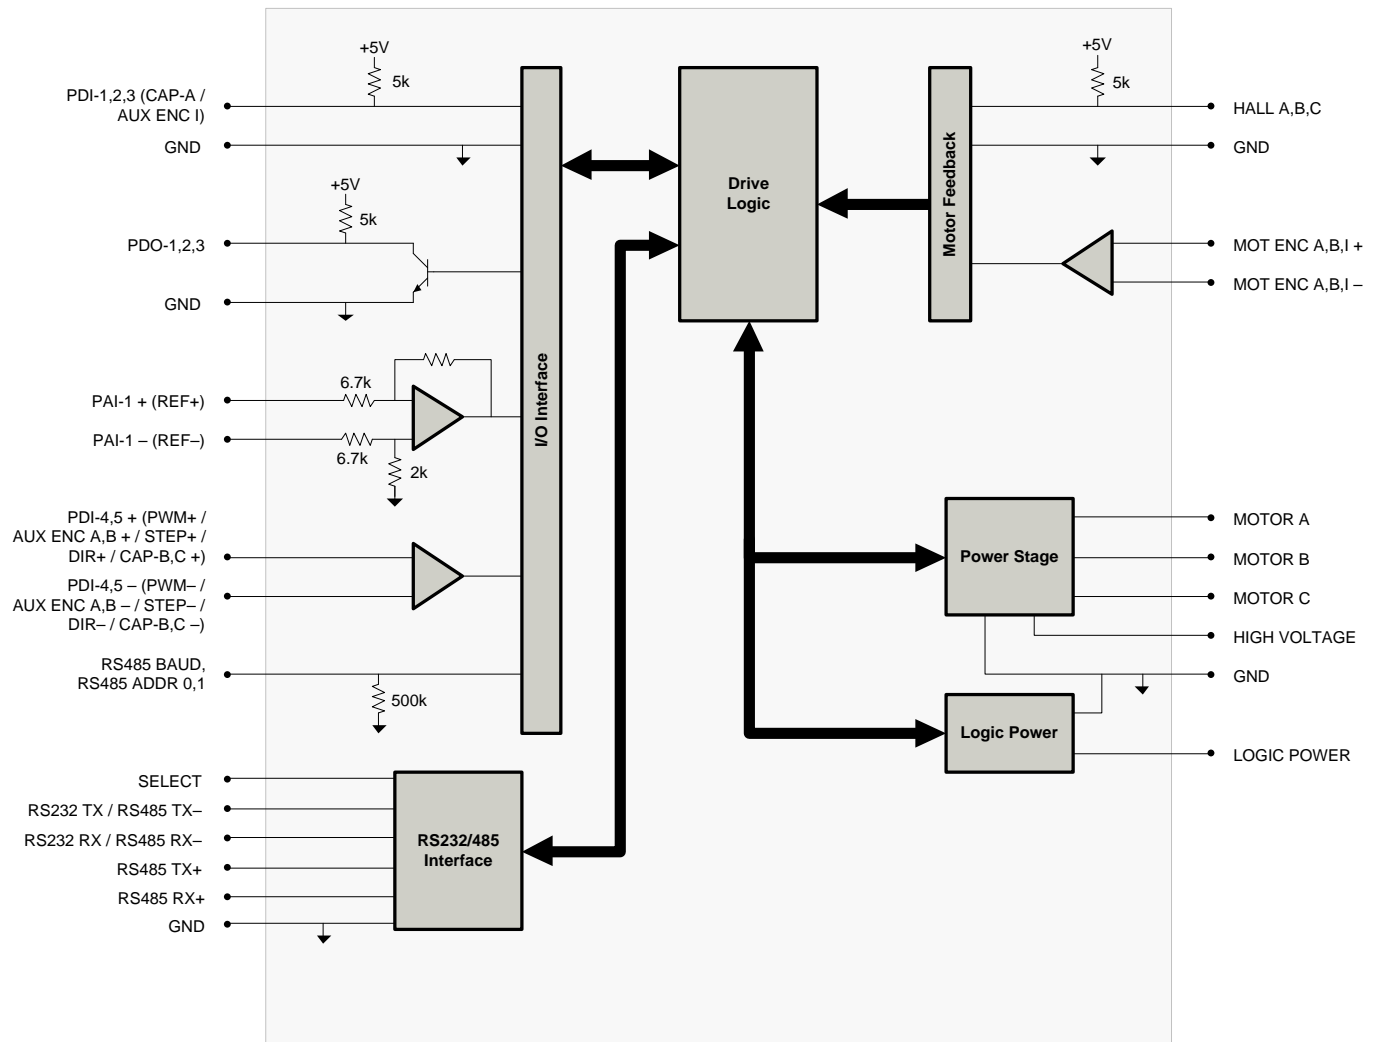 +5V
5k
PDI-1,2,3 (CAP-A /
AUX ENC I)
GND
+5V
5k
PDO-1,2,3
GND
6.7k
PAI-1 + (REF+)
PAI-1 – (REF–)
6.7k
2k
PDI-4,5 + (PWM+ /
AUX ENC A,B + / STEP+ /
DIR+ / CAP-B,C +)
PDI-4,5 – (PWM– /
AUX ENC A,B – / STEP– /
DIR– / CAP-B,C –)
RS485 BAUD,
RS485 ADDR 0,1
500k
I/O Interface
SELECT
RS232 TX / RS485 TX–
RS232 RX / RS485 RX–
RS485 TX+
RS485 RX+
GND
RS232/485
Interface
Drive
Logic
Motor Feedback
+5V
5k
HALL A,B,C
GND
MOT ENC A,B,I +
MOT ENC A,B,I –
Power Stage
MOTOR A
MOTOR B
MOTOR C
HIGH VOLTAGE
GND
Logic Power
LOGIC POWER